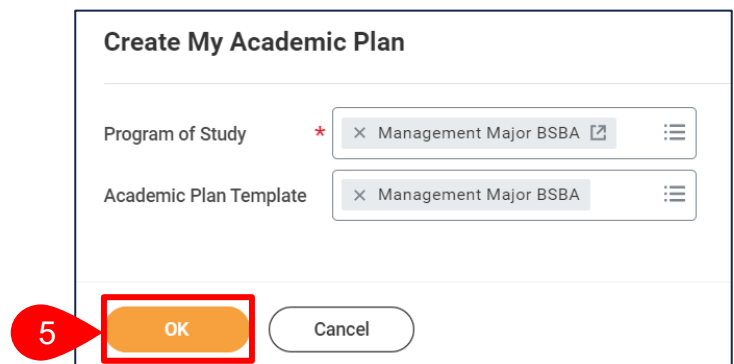 Create My Academic Plan
Program of Study * × Management Major BSBA
Academic Plan Template × Management Major BSBA
5 OK Cancel